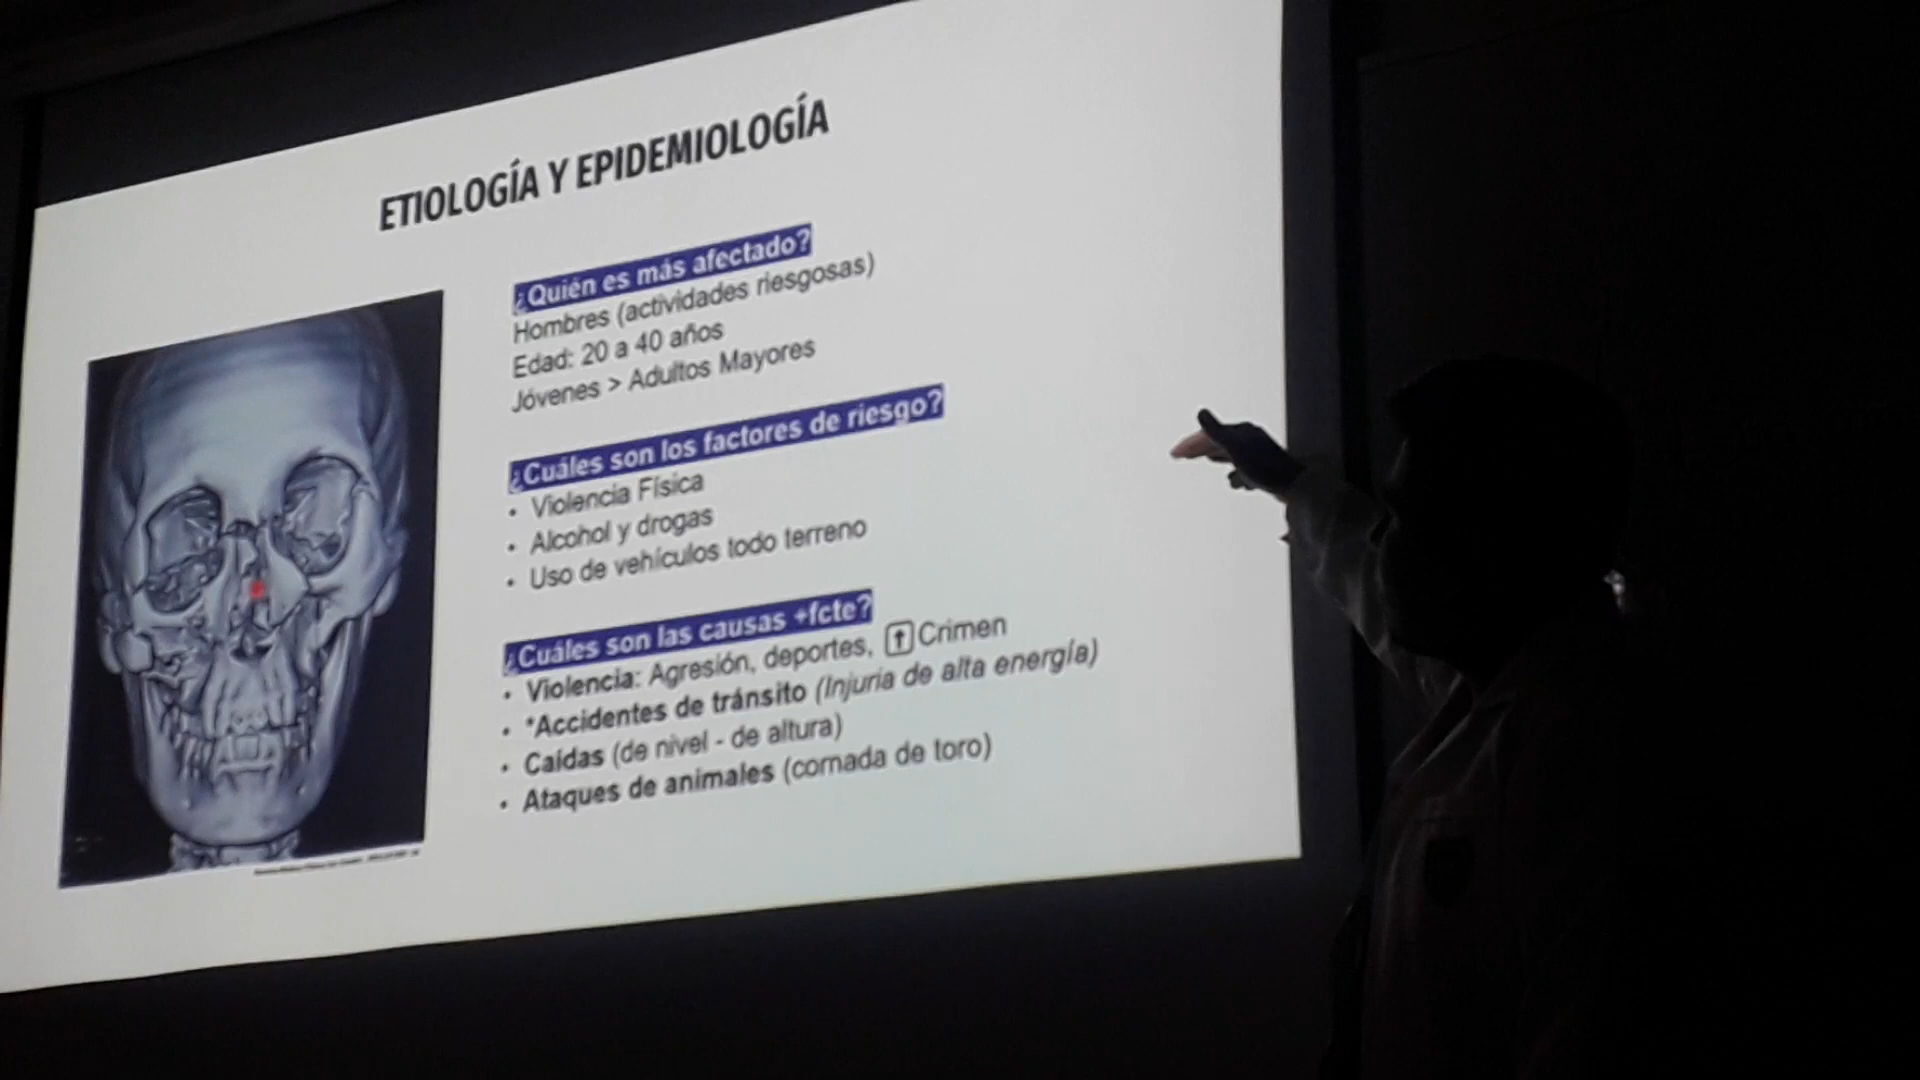 ETIOLOGÍA Y EPIDEMIOLOGÍA
¿Quién es más afectado?
Hombres (actividades riesgosas)
Edad: 20 a 40 años
Jóvenes > Adultos Mayores
¿Cuáles son los factores de riesgo?
• Violencia Física
• Alcohol y drogas
• Uso de vehículos todo terreno
¿Cuáles son las causas +fcte?
• Violencia: Agresión, deportes, ↑ Crimen
• *Accidentes de tránsito (Injuria de alta energía)
• Caídas (de nivel - de altura)
• Ataques de animales (cornada de toro)